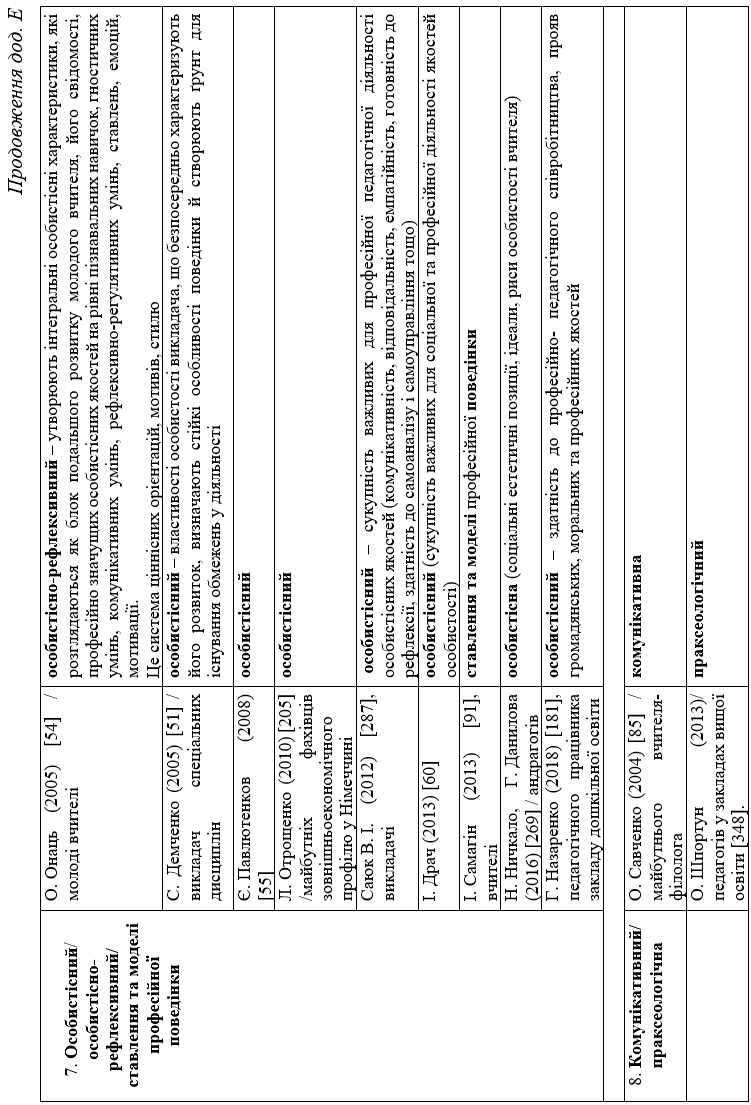 Продовження дод. Е
7. Особистісний/
особистісно-
рефлексивний/
ставлення та моделі
професійної
поведінки
О. Онаць (2005) [54] /
молоді вчителі
особистісно-рефлексивний – утворюють інтегральні особистісні характеристики, які
розглядаються як блок подальшого розвитку молодого вчителя, його свідомості,
професійно значущих особистісних якостей на рівні пізнавальних навичок, гностичних
умінь, комунікативних умінь, рефлексивно-регулятивних умінь, ставлень, емоцій,
мотивації.
Це система ціннісних орієнтацій, мотивів, стилю
С. Демченко (2005) [51] /
викладач спеціальних
дисциплін
особистісний – властивості особистості викладача, що безпосередньо характеризують
його розвиток, визначають стійкі особливості поведінки й створюють ґрунт для
існування обмежень у діяльності
Є. Павлютенков (2008)
[55]
особистісний
Л. Отрощенко (2010) [205]
/майбутніх фахівців
зовнішньоекономічного
профілю у Німеччині
особистісний
Саюк В. І. (2012) [287],
викладачі
особистісний – сукупність важливих для професійної педагогічної діяльності
особистісних якостей (комунікативність, відповідальність, емпатійність, готовність до
рефлексії, здатність до самоаналізу і самоуправління тощо)
І. Драч (2013) [60]
особистісний (сукупність важливих для соціальної та професійної діяльності якостей
особистості)
І. Самагін (2013) [91],
вчителі
ставлення та моделі професійної поведінки
Н. Ничкало, Г. Данилова
(2016) [269] / андрагогів
особистісна (соціальні естетичні позиції, ідеали, риси особистості вчителя)
Г. Назаренко (2018) [181],
педагогічного працівника
закладу дошкільної освіти
особистісний – здатність до професійно- педагогічного співробітництва, прояв
громадянських, моральних та професійних якостей
8. Комунікативний/
праксеологічна
О. Савченко (2004) [85] /
майбутнього вчителя-
філолога
комунікативна
О. Шпортун (2013)/
педагогів у закладах вищої
освіти [348].
праксеологічний